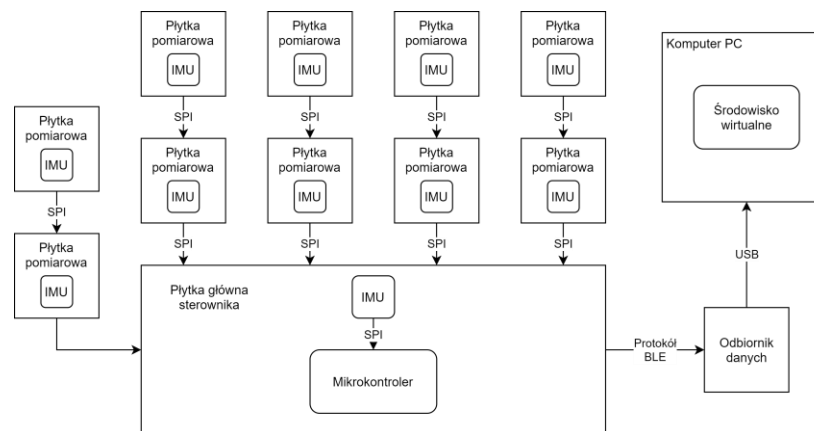 Płytka
pomiarowa
IMU
Płytka
pomiarowa
IMU
Płytka
pomiarowa
IMU
Płytka
pomiarowa
IMU
Komputer PC
Środowisko
wirtualne
SPI
SPI
SPI
SPI
Płytka
pomiarowa
IMU
Płytka
pomiarowa
IMU
Płytka
pomiarowa
IMU
Płytka
pomiarowa
IMU
Płytka
pomiarowa
IMU
SPI
SPI
SPI
SPI
SPI
Płytka
pomiarowa
IMU
USB
Płytka główna
sterownika
IMU
SPI
Mikrokontroler
Protokół
BLE
Odbiornik
danych